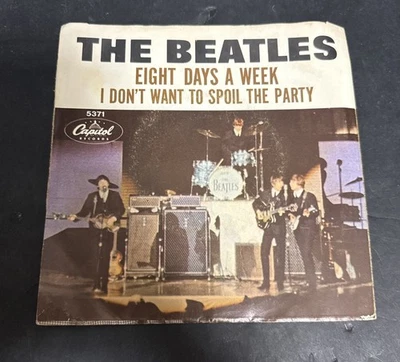 THE BEATLES
EIGHT DAYS A WEEK
I DON'T WANT TO SPOIL THE PARTY
5371
Capitol
RECORDS
THE
BEATLES